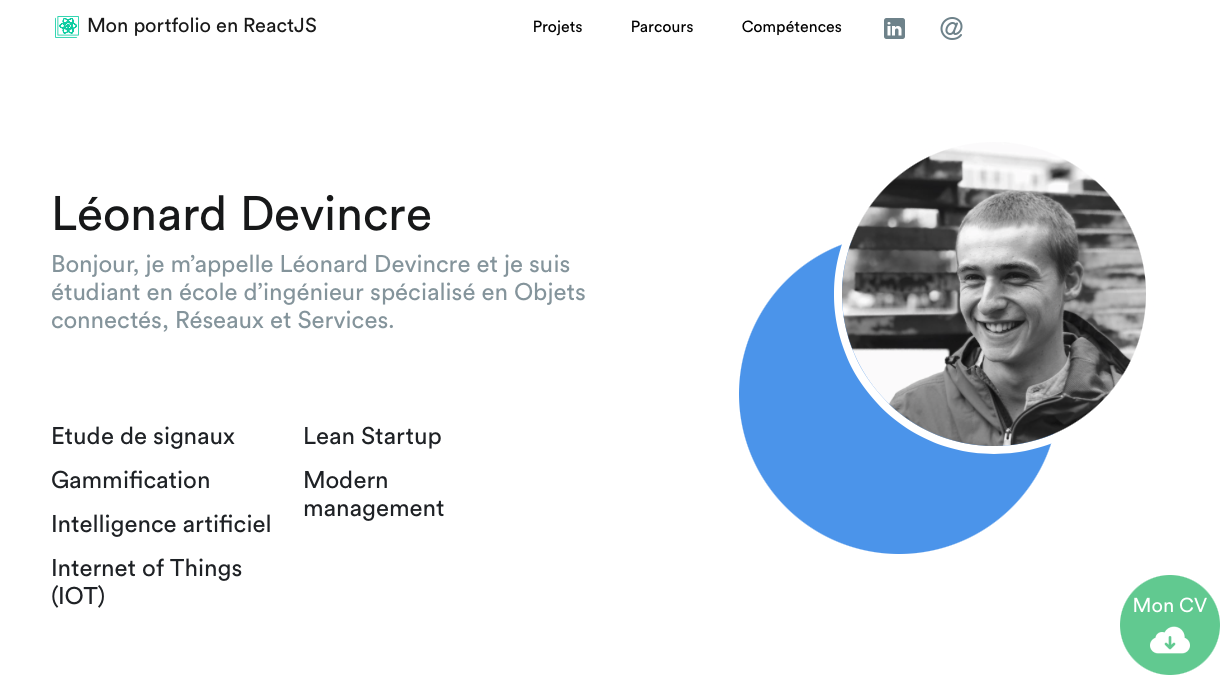 Mon portfolio en ReactJS
Projets
Parcours
Compétences
in
@
Léonard Devincre
Bonjour, je m’appelle Léonard Devincre et je suis
étudiant en école d’ingénieur spécialisé en Objets
connectés, Réseaux et Services.
Etude de signaux
Gammification
Intelligence artificiel
Internet of Things
(IOT)
Lean Startup
Modern
management
Mon CV